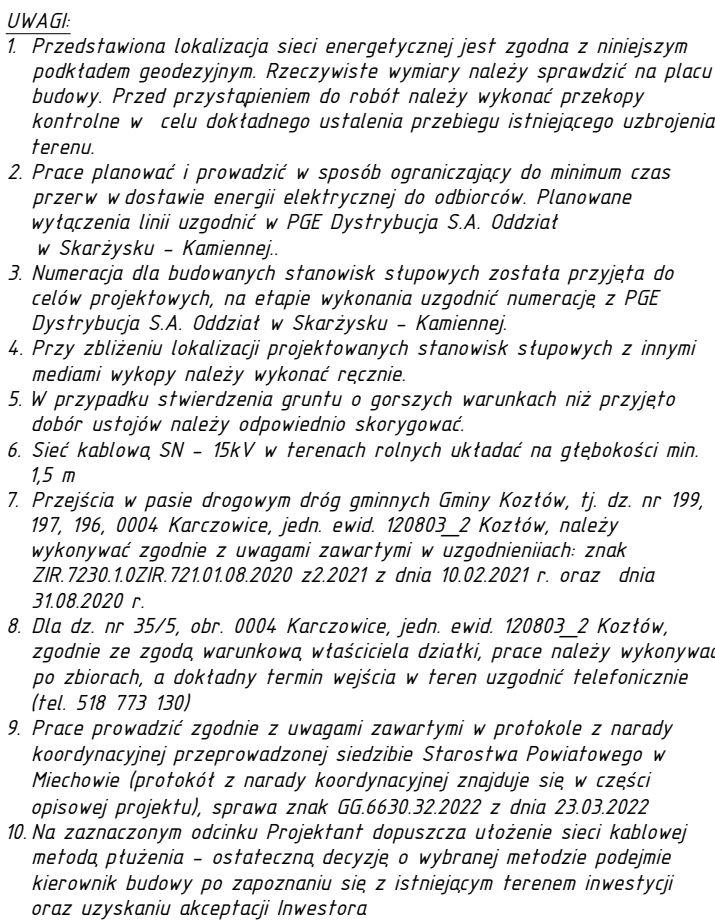 UWAGI:
1. Przedstawiona lokalizacja sieci energetycznej jest zgodna z niniejszym
podkładem geodezyjnym. Rzeczywiste wymiary należy sprawdzić na placu
budowy. Przed przystąpieniem do robót należy wykonać przekopy
kontrolne w celu dokładnego ustalenia przebiegu istniejącego uzbrojenia
terenu.
2. Prace planować i prowadzić w sposób ograniczający do minimum czas
przerw w dostawie energii elektrycznej do odbiorców. Planowane
wyłączenia linii uzgodnić w PGE Dystrybucja S.A. Oddział
w Skarżysku - Kamiennej..
3. Numeracja dla budowanych stanowisk słupowych została przyjęta do
celów projektowych, na etapie wykonania uzgodnić numerację z PGE
Dystrybucja S.A. Oddział w Skarżysku - Kamiennej.
4. Przy zbliżeniu lokalizacji projektowanych stanowisk słupowych z innymi
mediami wykopy należy wykonać ręcznie.
5. W przypadku stwierdzenia gruntu o gorszych warunkach niż przyjęto
dobór ustojów należy odpowiednio skorygować.
6. Sieć kablową SN - 15kV w terenach rolnych układać na głębokości min.
1,5 m
7. Przejścia w pasie drogowym dróg gminnych Gminy Kozłów, tj. dz. nr 199,
197, 196, 0004 Karczowice, jedn. ewid. 120803_2 Kozłów, należy
wykonywać zgodnie z uwagami zawartymi w uzgodnieniiach: znak
ZIR.7230.1.0ZIR.721.01.08.2020 z2.2021 z dnia 10.02.2021 r. oraz dnia
31.08.2020 r.
8. Dla dz. nr 35/5, obr. 0004 Karczowice, jedn. ewid. 120803_2 Kozłów,
zgodnie ze zgodą warunkową właściciela działki, prace należy wykonywać
po zbiorach, a dokładny termin wejścia w teren uzgodnić telefonicznie
(tel. 518 773 130)
9. Prace prowadzić zgodnie z uwagami zawartymi w protokole z narady
koordynacyjnej przeprowadzonej siedzibie Starostwa Powiatowego w
Miechowie (protokół z narady koordynacyjnej znajduje się w części
opisowej projektu), sprawa znak GG.6630.32.2022 z dnia 23.03.2022
10. Na zaznaczonym odcinku Projektant dopuszcza ułożenie sieci kablowej
metodą płużenia - ostateczną decyzję o wybranej metodzie podejmie
kierownik budowy po zapoznaniu się z istniejącym terenem inwestycji
oraz uzyskaniu akceptacji Inwestora